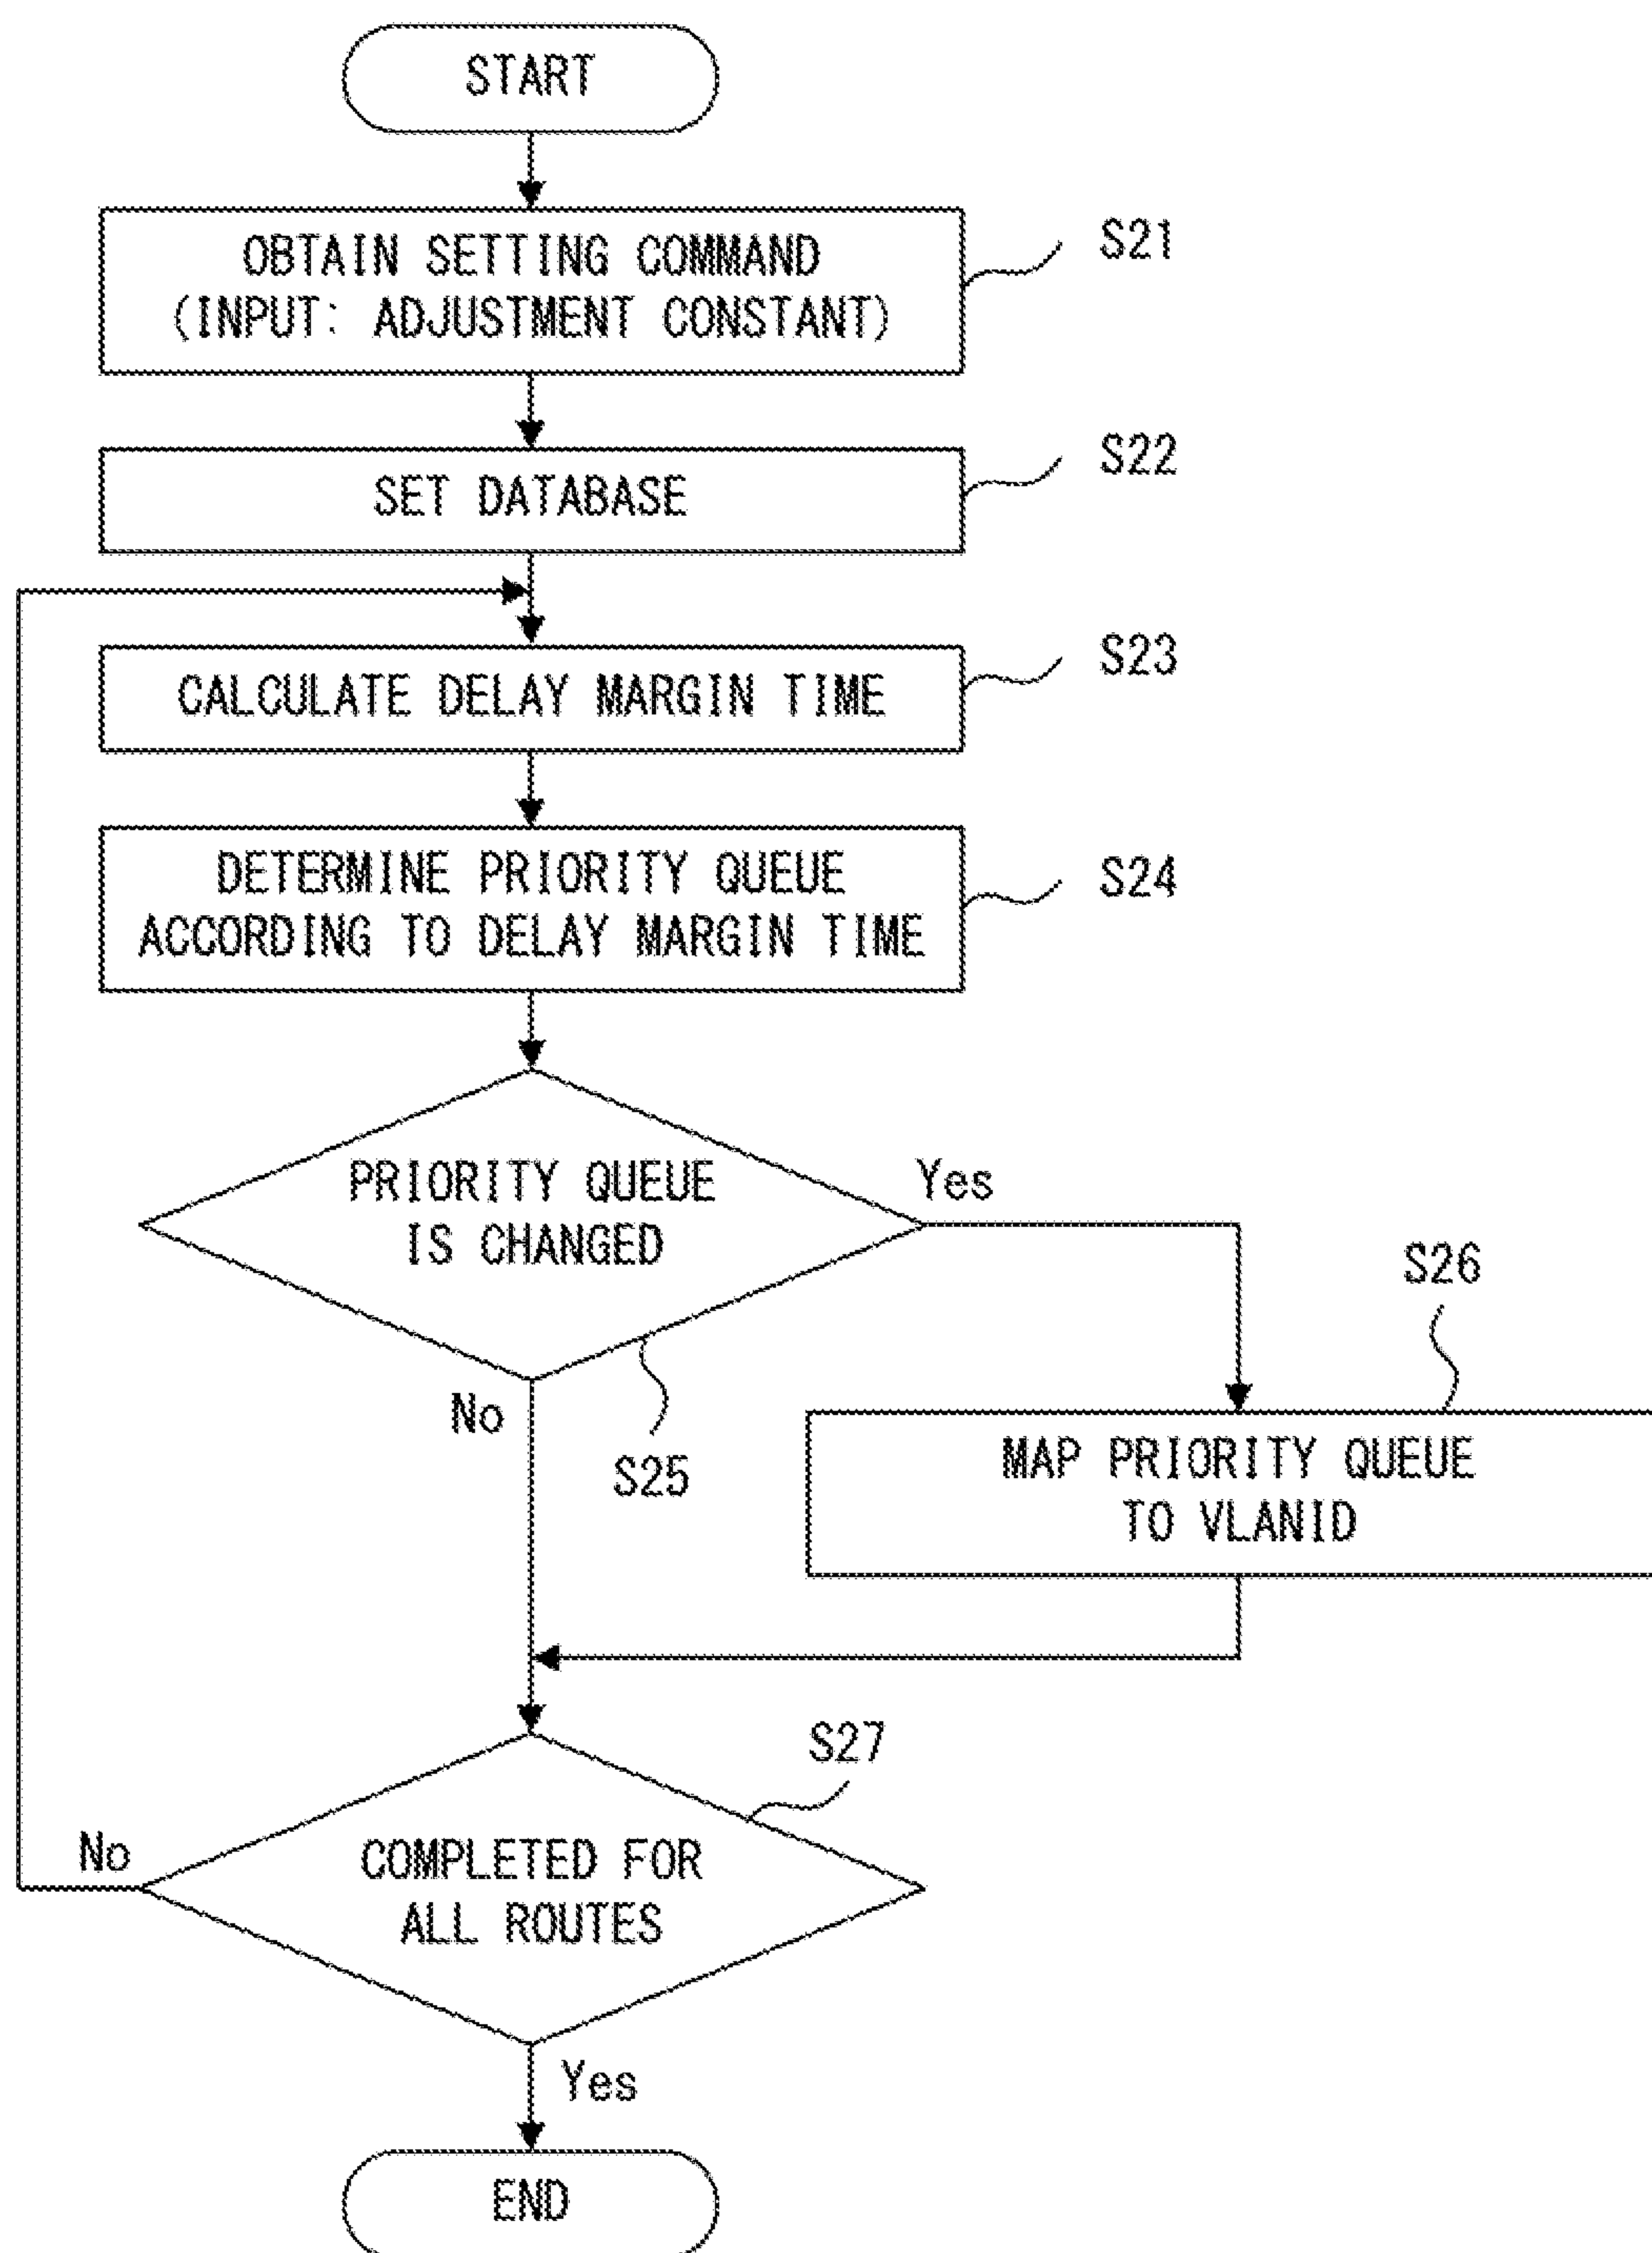 START
OBTAIN SETTING COMMAND
(INPUT: ADJUSTMENT CONSTANT)
S21
SET DATABASE
S22
CALCULATE DELAY MARGIN TIME
S23
DETERMINE PRIORITY QUEUE
ACCORDING TO DELAY MARGIN TIME
S24
PRIORITY QUEUE
IS CHANGED
Yes
No
S25
S26
MAP PRIORITY QUEUE
TO VLANID
S27
COMPLETED FOR
ALL ROUTES
No
Yes
END